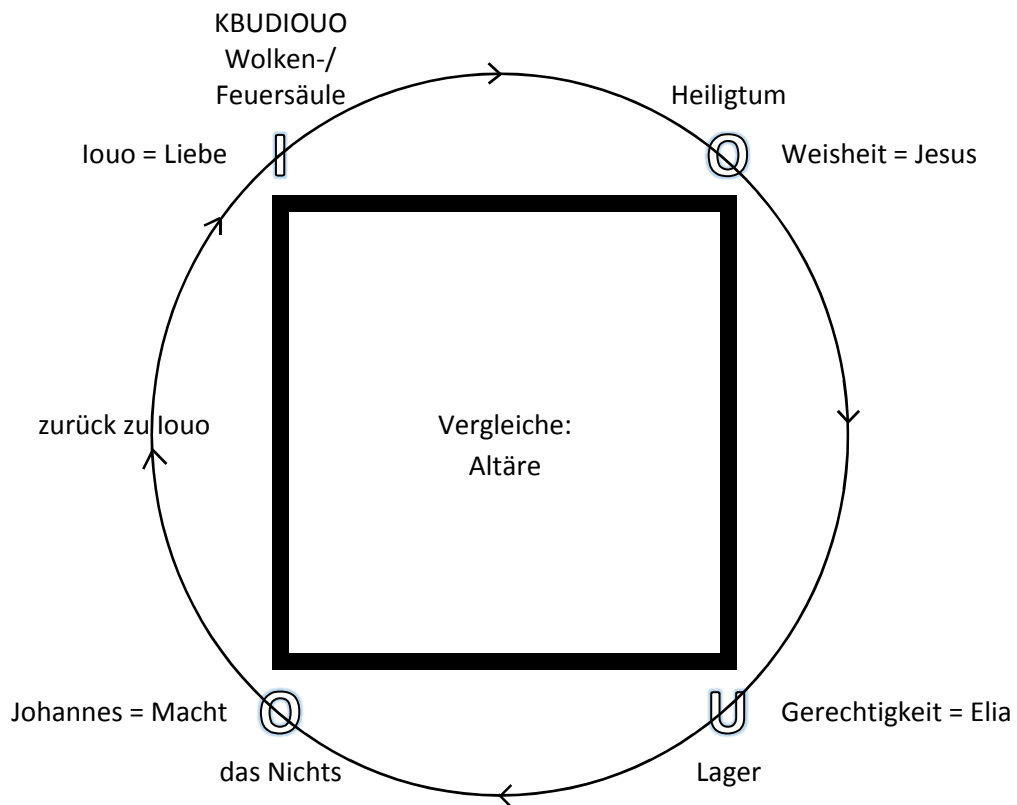 KBUDIOUO
Wolken-/
Feuersäule
Heiligtum
Iouo = Liebe
I
O
Weisheit = Jesus
zurück zu Iouo
Vergleiche:
Altäre
Johannes = Macht
O
U
Gerechtigkeit = Elia
das Nichts
Lager